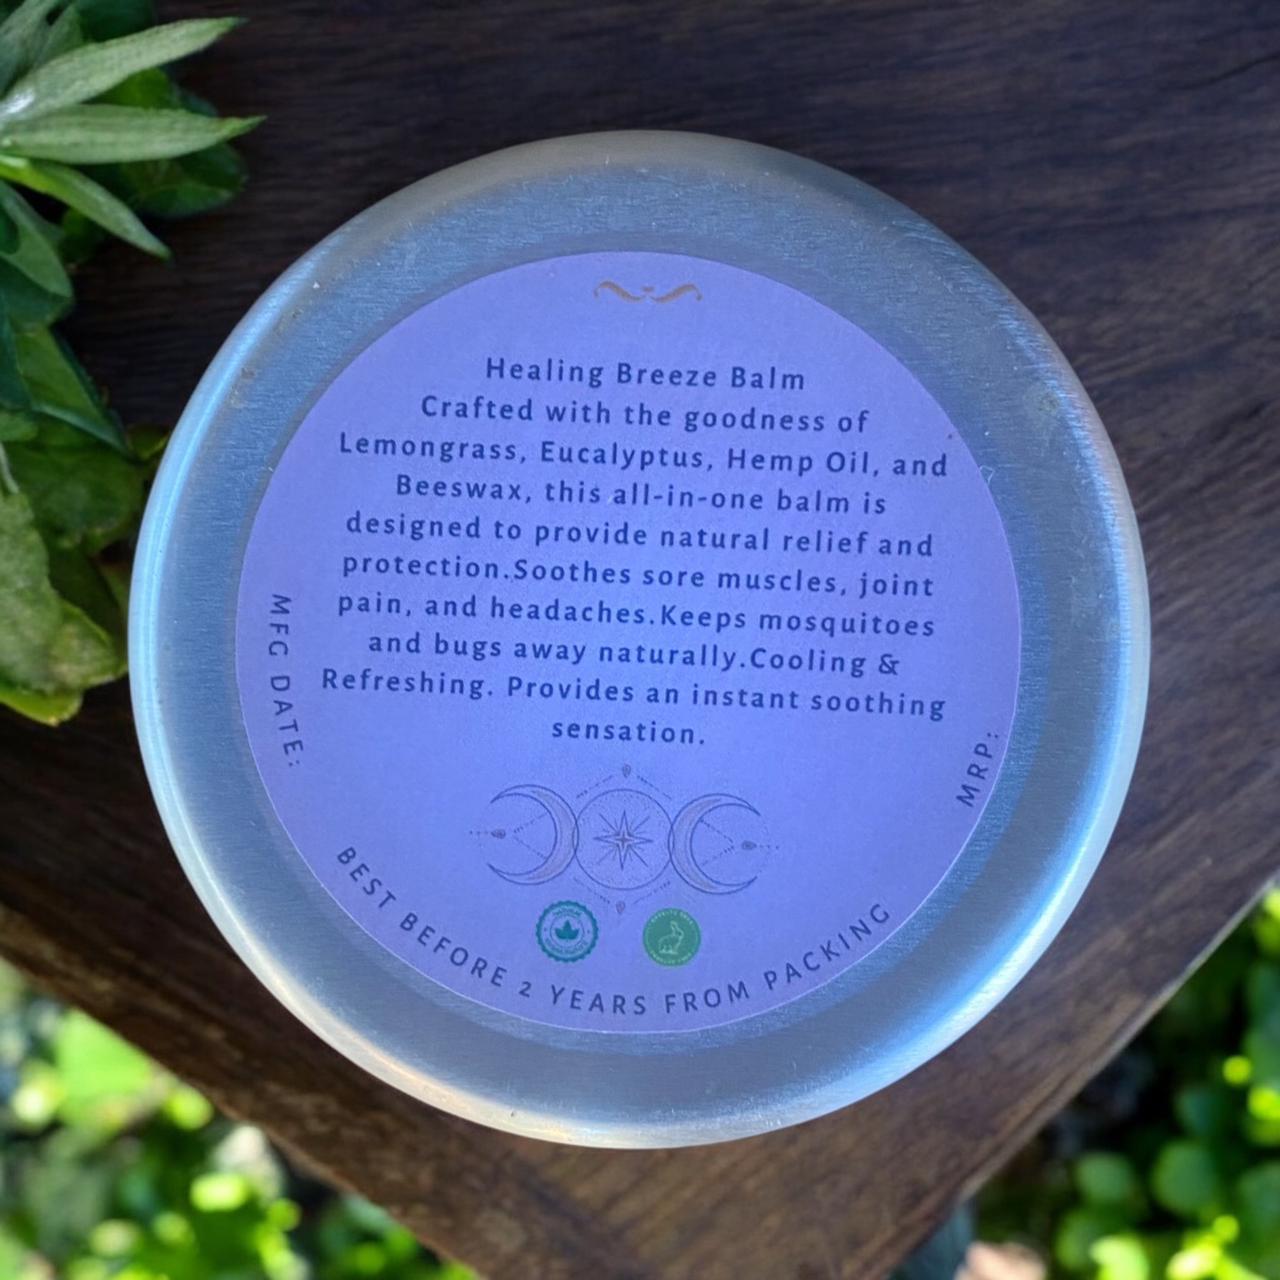 Healing Breeze Balm
Crafted with the goodness of
Lemongrass, Eucalyptus, Hemp Oil, and
Beeswax, this all-in-one balm is
designed to provide natural relief and
protection.Soothes sore muscles, joint
pain, and headaches.Keeps mosquitoes
and bugs away naturally.Cooling &
Refreshing. Provides an instant soothing
sensation.
MFG DATE:
MRP:
BEST BEFORE 2 YEARS FROM PACKING